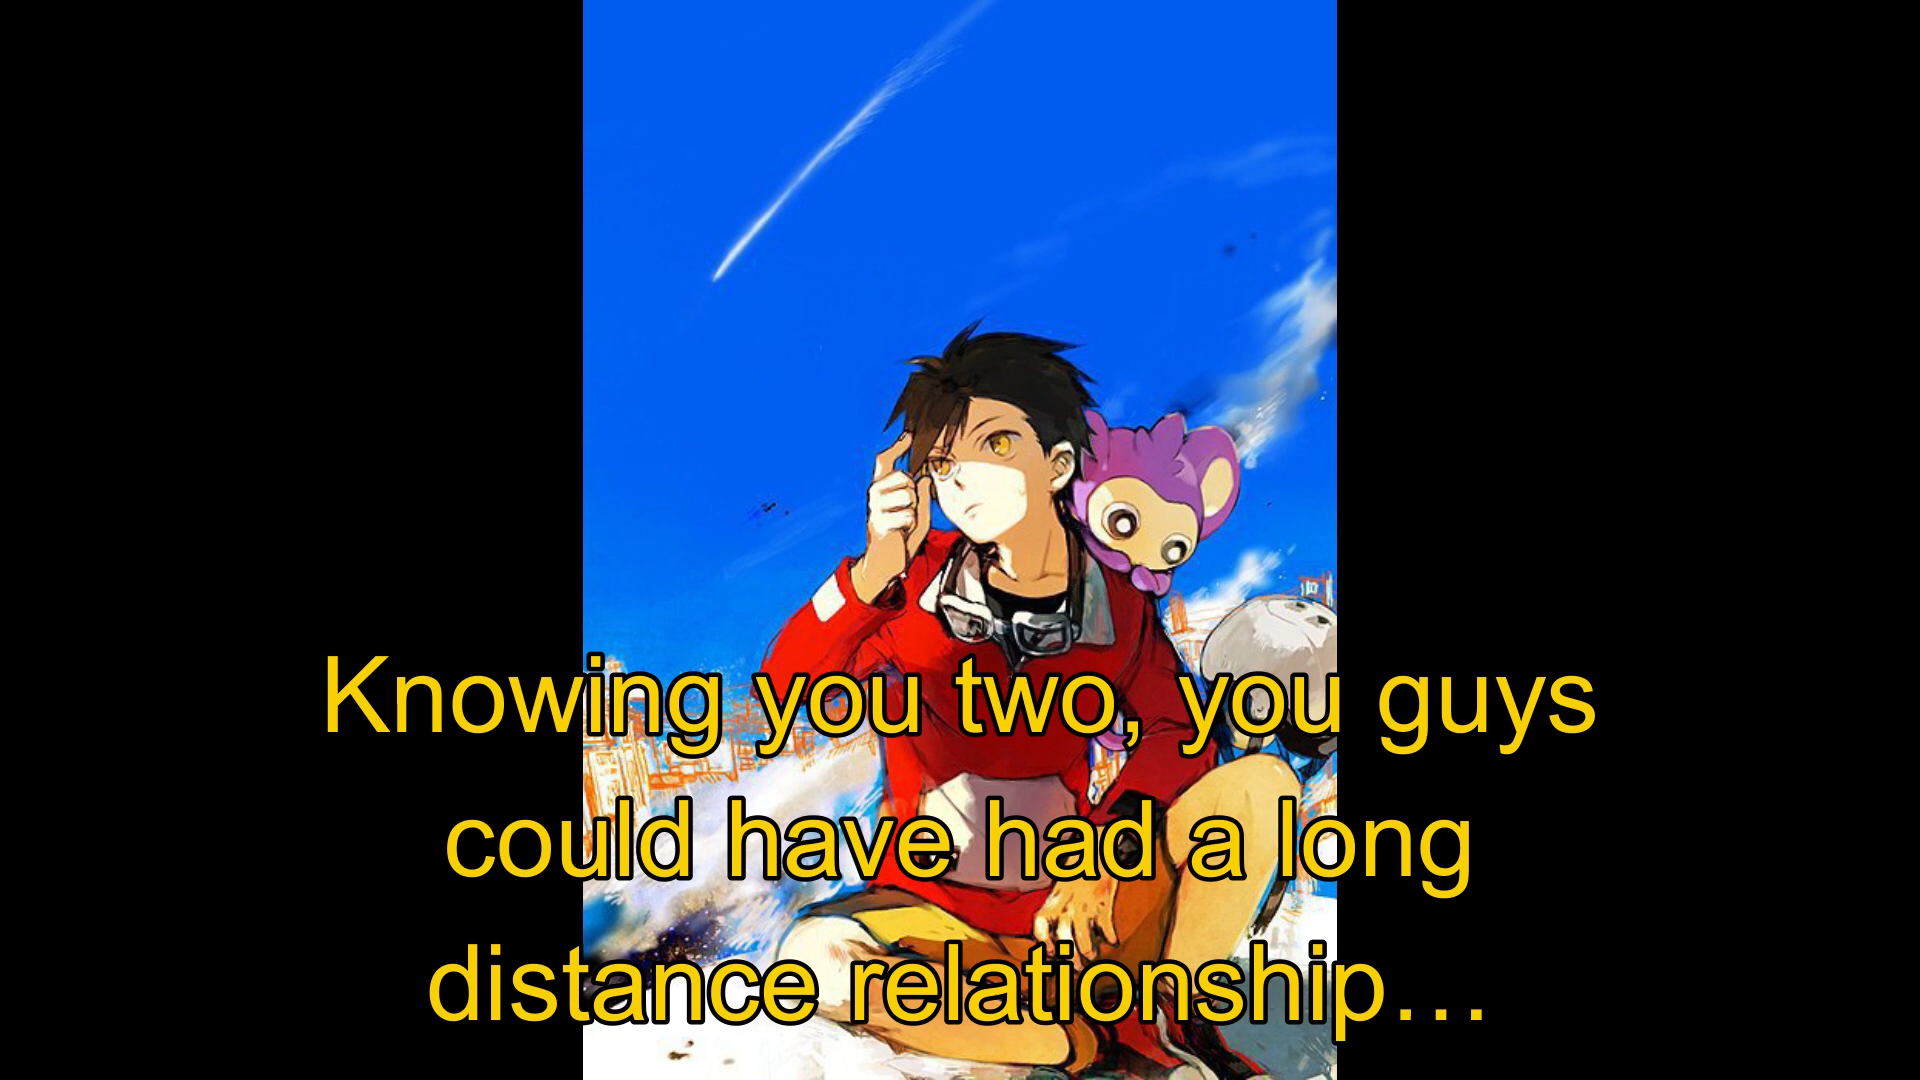 Knowing you two, you guys
could have had a long
distance relationship…